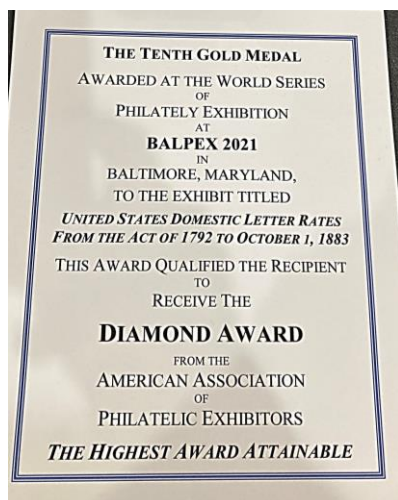 THE TENTH GOLD MEDAL
AWARDED AT THE WORLD SERIES
OF
PHILATELY EXHIBITION
AT
BALPEX 2021
IN
BALTIMORE, MARYLAND,
TO THE EXHIBIT TITLED
UNITED STATES DOMESTIC LETTER RATES
FROM THE ACT OF 1792 TO OCTOBER 1, 1883
THIS AWARD QUALIFIED THE RECIPIENT
TO
RECEIVE THE
DIAMOND AWARD
FROM THE
AMERICAN ASSOCIATION
OF
PHILATELIC EXHIBITORS
THE HIGHEST AWARD ATTAINABLE